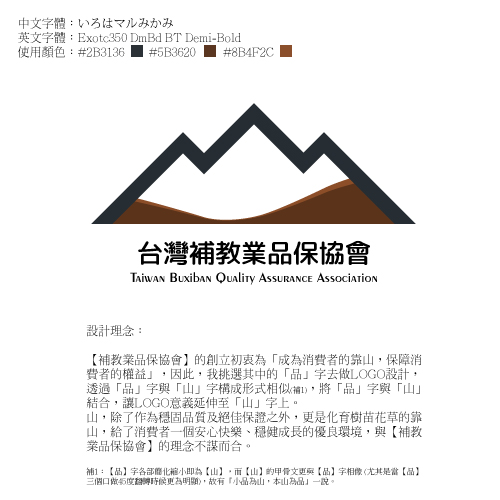 中文字體：いろはマルみかみ
英文字體：Exotc350 DmBd BT Demi-Bold
使用顏色：#2B3136 #5B3620 #8B4F2C
台灣補教業品保協會
Taiwan Buxiban Quality Assurance Association
設計理念：
【補教業品保協會】的創立初衷為「成為消費者的靠山，保障消
費者的權益」，因此，我挑選其中的「品」字去做LOGO設計，
透過「品」字與「山」字構成形式相似(補1)，將「品」字與「山」
結合，讓LOGO意義延伸至「山」字上。
山，除了作為穩固品質及絕佳保證之外，更是化育樹苗花草的靠
山，給了消費者一個安心快樂、穩健成長的優良環境，與【補教
業品保協會】的理念不謀而合。
補1：【品】字各部簡化縮小即為【山】，而【山】的甲骨文更與【品】字相像 (尤其是當【品】
三個口做45度翻轉時候更為明顯)，故有「小品為山，本山為品」一說。